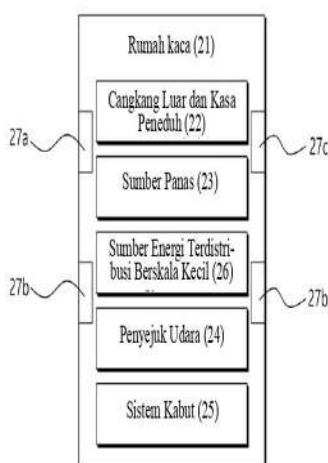 Rumah kaca (21)
Cangkang Luar dan Kasa
Peneduh (22)
27a
27c
Sumber Panas (23)
Sumber Energi Terdistri-
busi Berskala Kecil (26)
27b
27b
Penyejuk Udara (24)
Sistem Kabut (25)